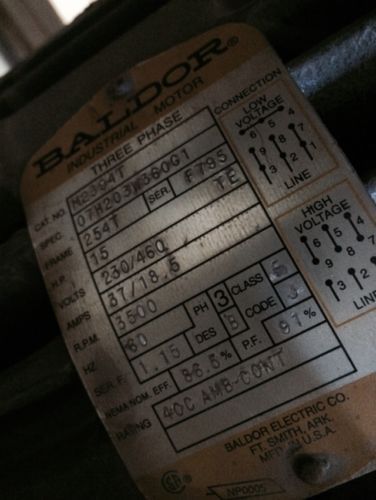 BALDOR®
INDUSTRIAL MOTOR
THREE PHASE
CAT. NO. M2394T
SPEC. 07H203W360G1
FRAME 254T SER. F795
H.P. 15 TE
VOLTS 230/460
AMPS 37/18.5
R.P.M. 3500
HZ. 60 PH 3 CLASS
SER. F. 1.15 DES B CODE J
NEMA NOM. EFF. 88.5 % P.F. 91 %
RATING 40C AMB-CONT
CONNECTION
LOW VOLTAGE
6 5 4
9 8 7
3 2 1
LINE
HIGH VOLTAGE
6 5 4
9 8 7
3 2 1
LINE
BALDOR ELECTRIC CO.
FT. SMITH, ARK.
MFD IN U.S.A.